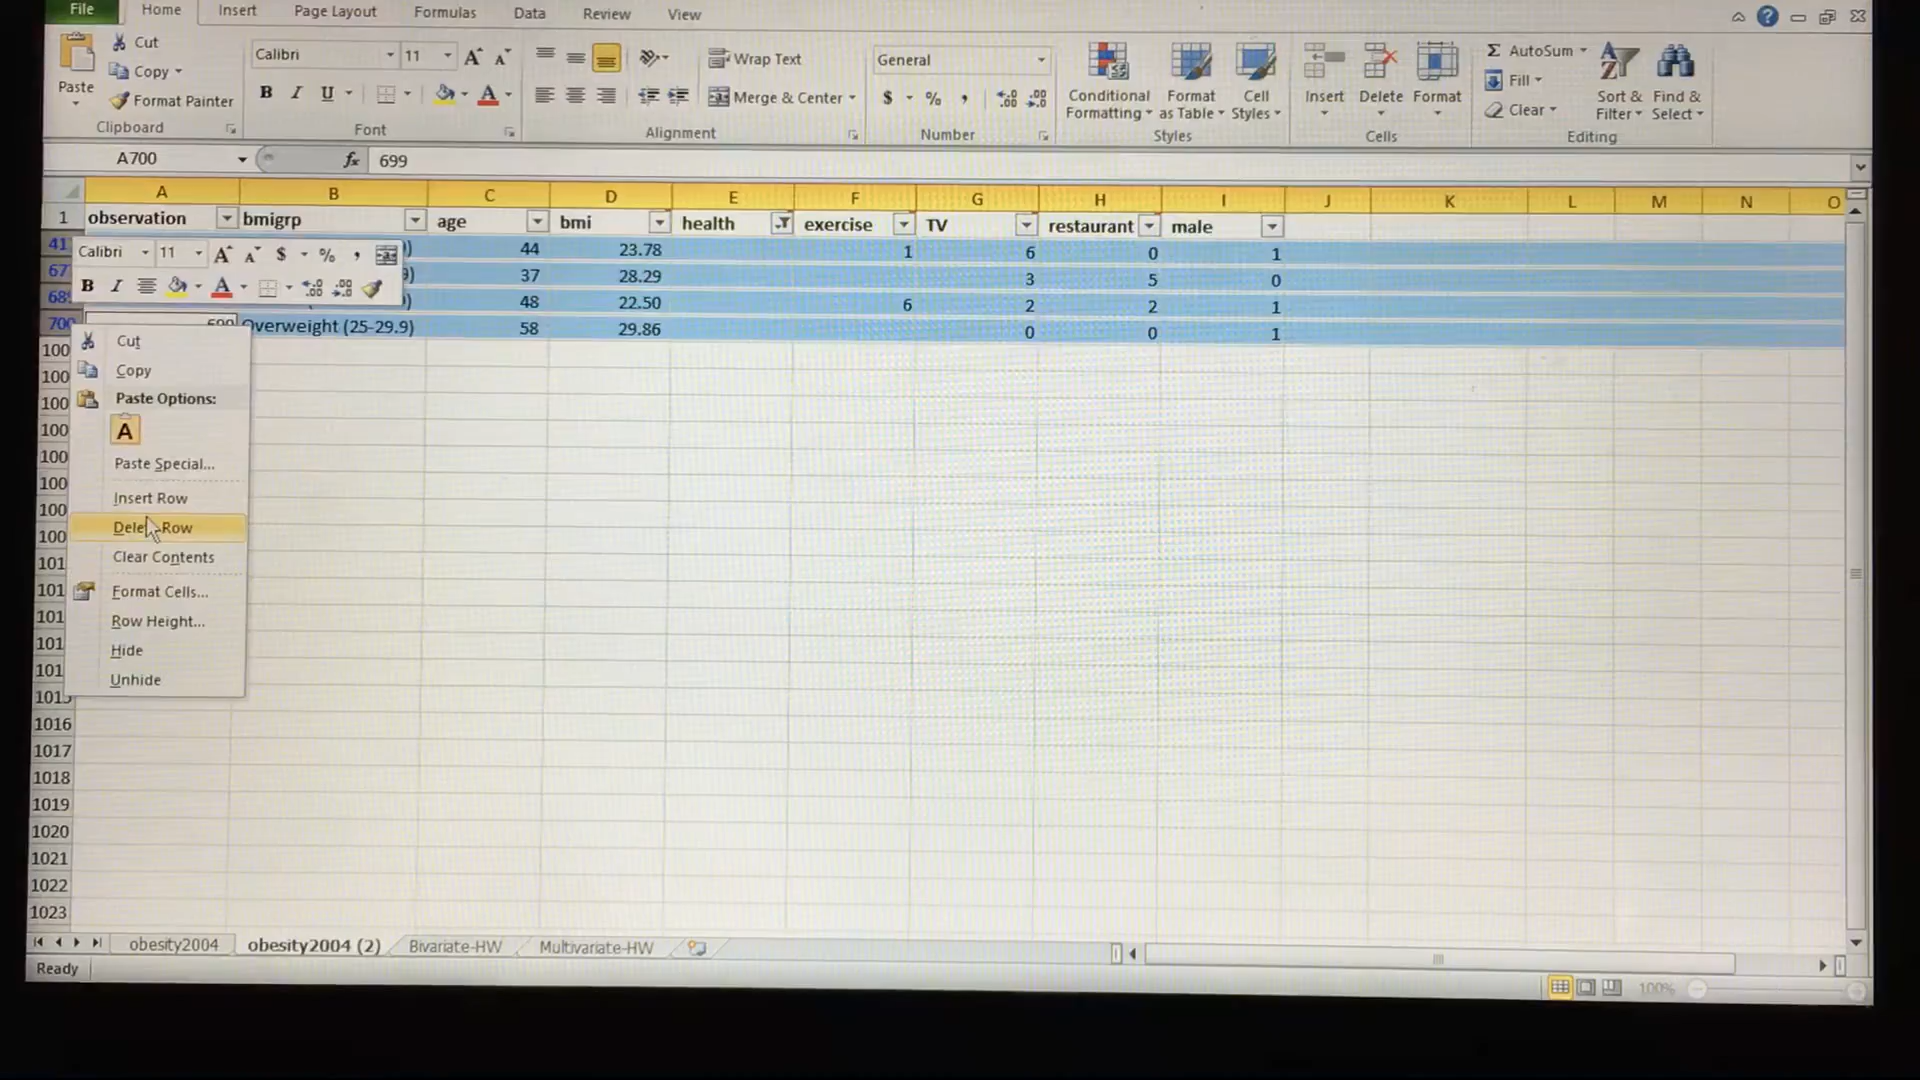 File Home Insert Page Layout Formulas Data Review View
Cut
Copy
Format Painter
Paste
Clipboard
Calibri 11
B I U
Font
Wrap Text
Merge & Center
Alignment
General
$ % ,
Number
Conditional Formatting
Format as Table
Cell Styles
Styles
Insert Delete Format
Cells
AutoSum
Fill
Clear
Sort & Filter
Find & Select
Editing
A700 fx 699
A B C D E F G H I J K L M N O
1 observation bmigrp age bmi health exercise TV restaurant male
41 44 23.78 1 6 0 1
67 37 28.29 3 5 0
68 48 22.50 6 2 2 1
700 Overweight (25-29.9) 58 29.86 0 0 1
Calibri 11 A A $ % ,
B I A
Cut
Copy
Paste Options:
A
Paste Special...
Insert Row
Delete Row
Clear Contents
Format Cells...
Row Height...
Hide
Unhide
100
100
100
100
100
100
100
100
101
101
101
101
101
1015
1016
1017
1018
1019
1020
1021
1022
1023
obesity2004 obesity2004 (2) Bivariate-HW Multivariate-HW
Ready 100%